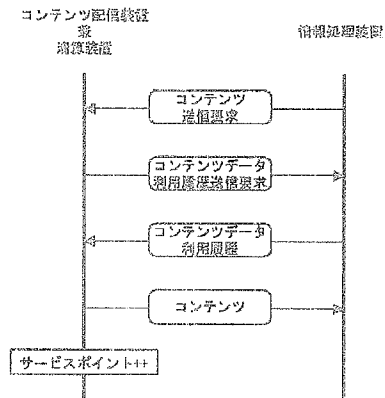 コンテンツ配信装置
兼
清算装置
情報処理装置
コンテンツ
送信要求
コンテンツデータ
利用履歴送信要求
コンテンツデータ
利用履歴
コンテンツ
サービスポイント++